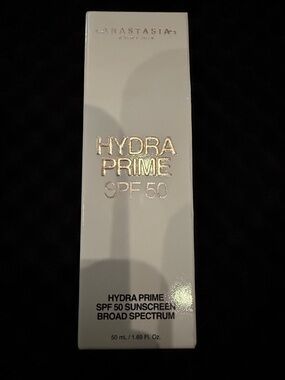 ANASTASIA
HYDRA
PRIME
SPF 50
HYDRA PRIME
SPF 50 SUNSCREEN
BROAD SPECTRUM
50 mL / 1.69 Fl. Oz.